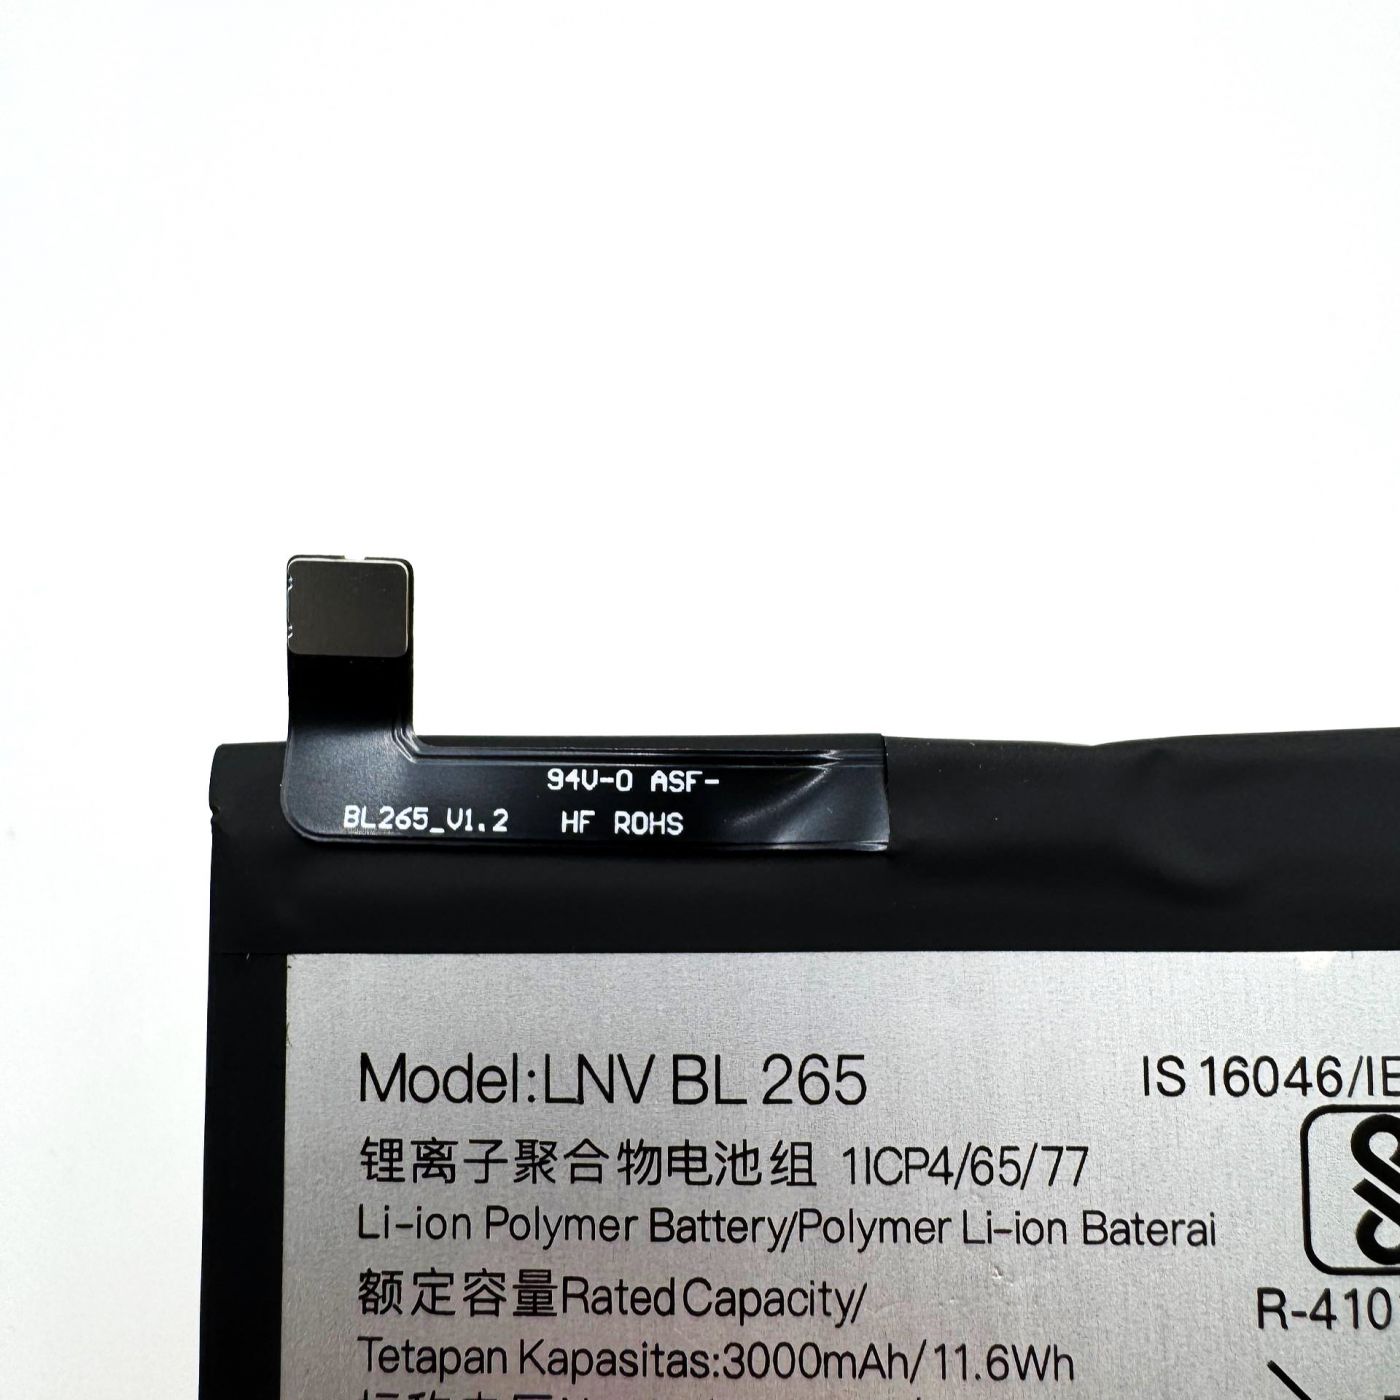 94V-0 ASF-
BL265_V1.2 HF ROHS
Model:LNV BL 265
IS 16046/IE
锂离子聚合物电池组 1ICP4/65/77
Li-ion Polymer Battery/Polymer Li-ion Baterai
额定容量Rated Capacity/
R-410
Tetapan Kapasitas:3000mAh/11.6Wh